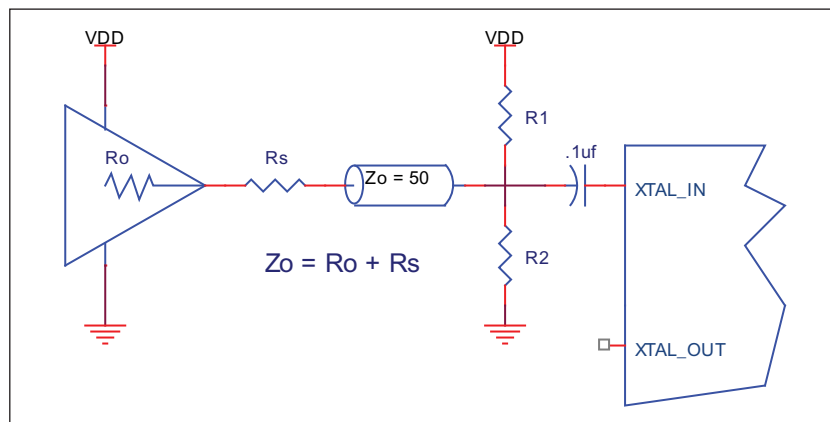 VDD
VDD
R1
Ro
Rs
.1uf
Zo = 50
XTAL_IN
Zo = Ro + Rs
R2
XTAL_OUT